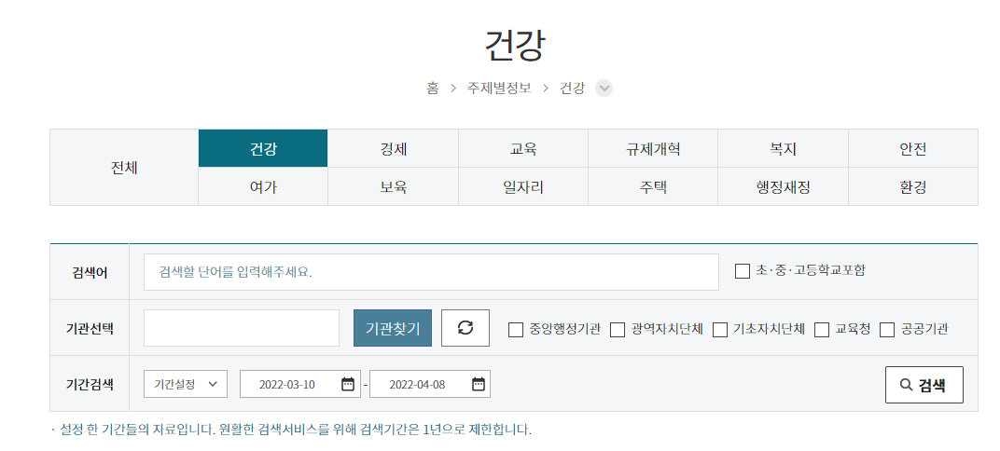 건강
홈 > 주제별정보 > 건강
전체 건강 경제 교육 규제개혁 복지 안전
여가 보육 일자리 주택 행정재정 환경
검색어 검색할 단어를 입력해주세요. 초·중·고등학교포함
기관선택 기관찾기 중앙행정기관 광역자치단체 기초자치단체 교육청 공공기관
기간검색 기간설정 2022-03-10 - 2022-04-08 검색
· 설정 한 기간들의 자료입니다. 원활한 검색서비스를 위해 검색기간은 1년으로 제한합니다.